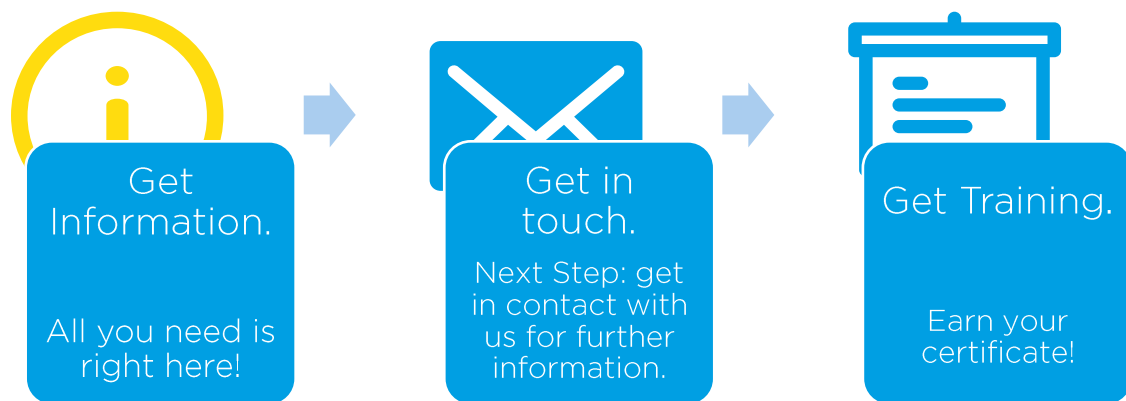 Get
Information.
All you need is
right here!
Get in
touch.
Next Step: get
in contact with
us for further
information.
Get Training.
Earn your
certificate!